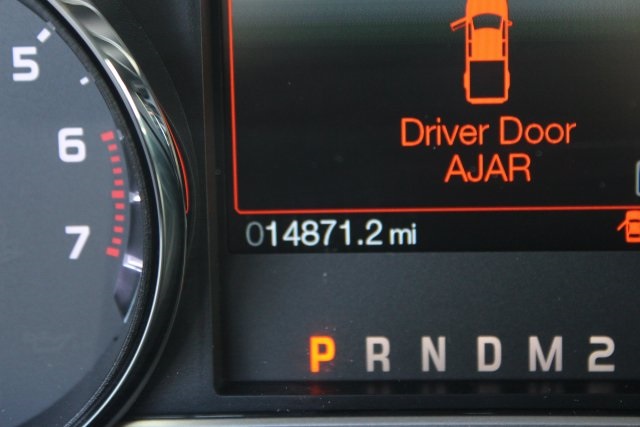 5
6
7
Driver Door
AJAR
014871.2 mi
P R N D M 2